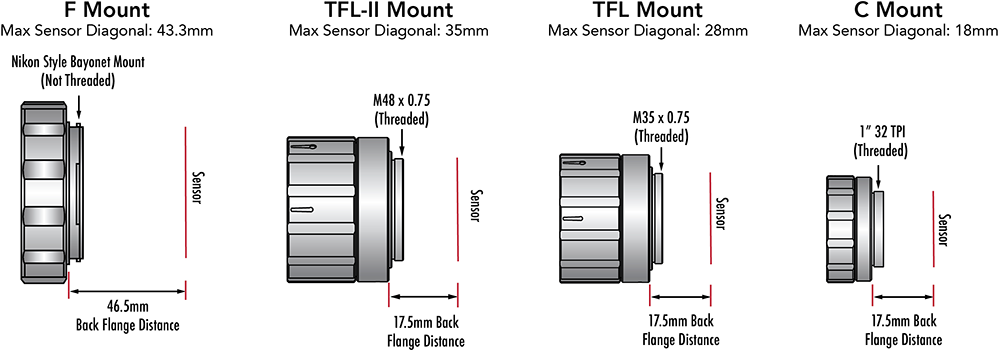 F Mount
Max Sensor Diagonal: 43.3mm
Nikon Style Bayonet Mount
(Not Threaded)
Sensor
46.5mm
Back Flange Distance
TFL-II Mount
Max Sensor Diagonal: 35mm
M48 x 0.75
(Threaded)
Sensor
17.5mm Back
Flange Distance
TFL Mount
Max Sensor Diagonal: 28mm
M35 x 0.75
(Threaded)
Sensor
17.5mm Back
Flange Distance
C Mount
Max Sensor Diagonal: 18mm
1” 32 TPI
(Threaded)
Sensor
17.5mm Back
Flange Distance